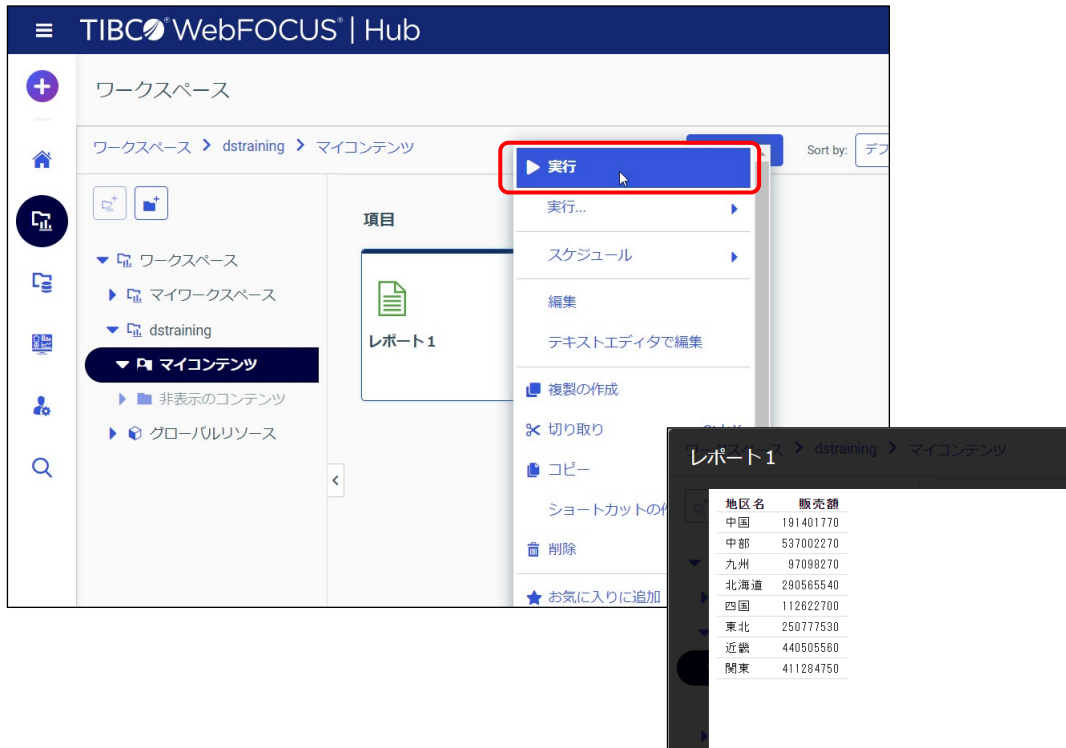 TIBCO® WebFOCUS® | Hub
ワークスペース
ワークスペース > dstraining > マイコンテンツ
Sort by:
デフ
項目
レポート1
ワークスペース
マイワークスペース
dstraining
マイコンテンツ
非表示のコンテンツ
グローバルリソース
実行
実行...
スケジュール
編集
テキストエディタで編集
複製の作成
切り取り
コピー
ショートカットの作
削除
お気に入りに追加
レポート1
dstraining > マイコンテンツ
地区名 販売額
中国 191401770
中部 537002270
九州 97098270
北海道 290565540
四国 112622700
東北 250777530
近畿 440505560
関東 411284750